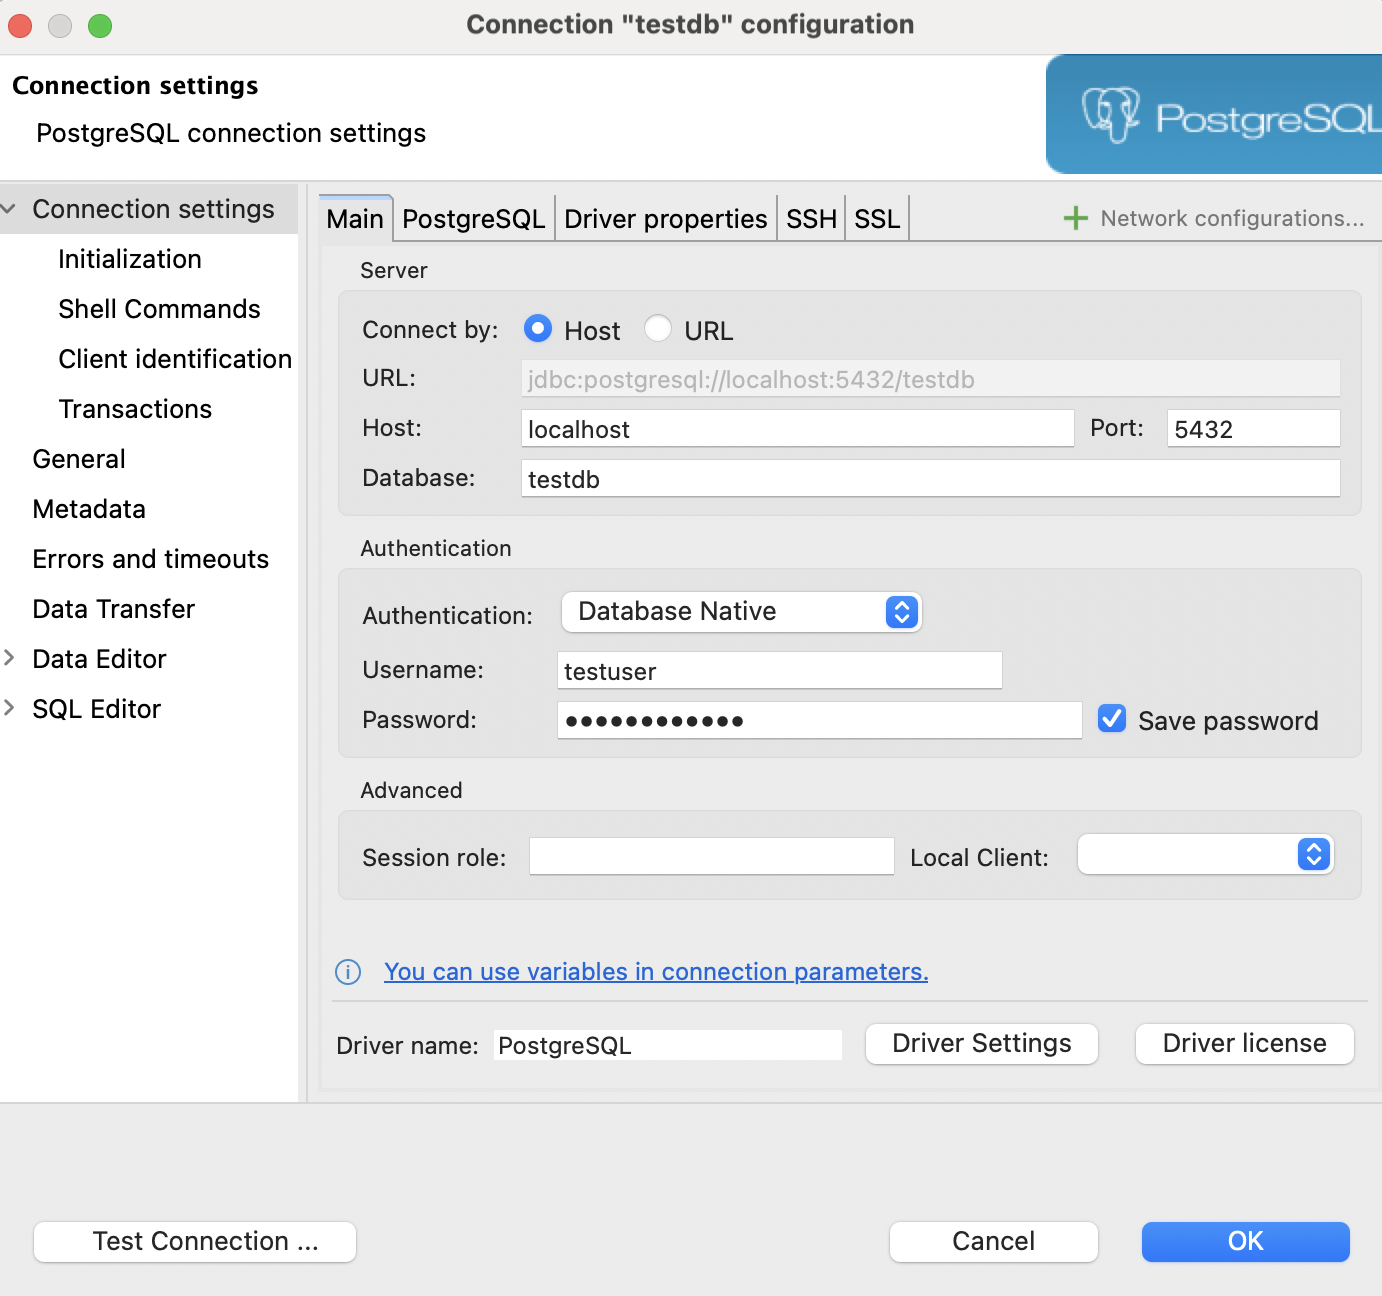 Connection "testdb" configuration
Connection settings
PostgreSQL connection settings
PostgreSQL
Connection settings
Initialization
Shell Commands
Client identification
Transactions
General
Metadata
Errors and timeouts
Data Transfer
Data Editor
SQL Editor
Main PostgreSQL Driver properties SSH SSL Network configurations...
Server
Connect by: Host URL
URL: jdbc:postgresql://localhost:5432/testdb
Host: localhost Port: 5432
Database: testdb
Authentication
Authentication: Database Native
Username: testuser
Password: •••••••••••• Save password
Advanced
Session role: Local Client:
You can use variables in connection parameters.
Driver name: PostgreSQL Driver Settings Driver license
Test Connection ... Cancel OK